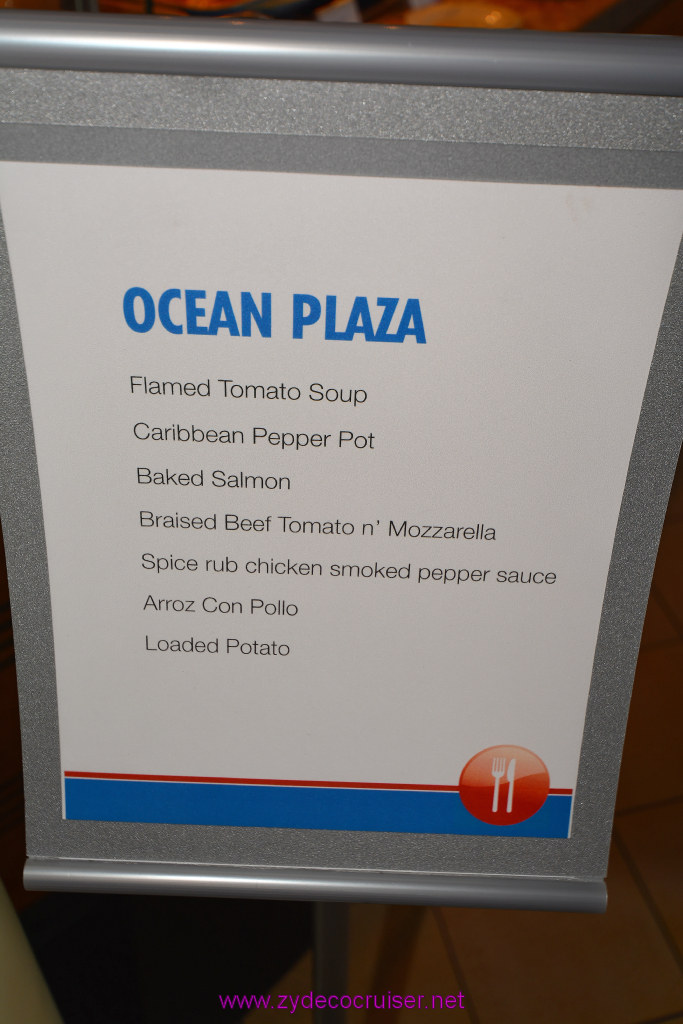 OCEAN PLAZA
Flamed Tomato Soup
Caribbean Pepper Pot
Baked Salmon
Braised Beef Tomato n' Mozzarella
Spice rub chicken smoked pepper sauce
Arroz Con Pollo
Loaded Potato
www.zydecocruiser.net